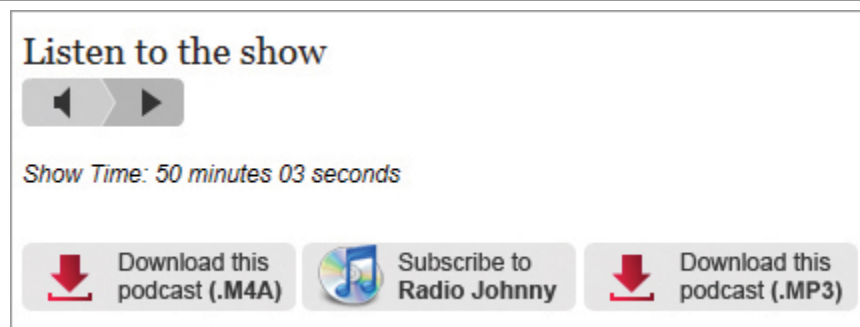 Listen to the show
Show Time: 50 minutes 03 seconds
Download this
podcast (.M4A)
Subscribe to
Radio Johnny
Download this
podcast (.MP3)